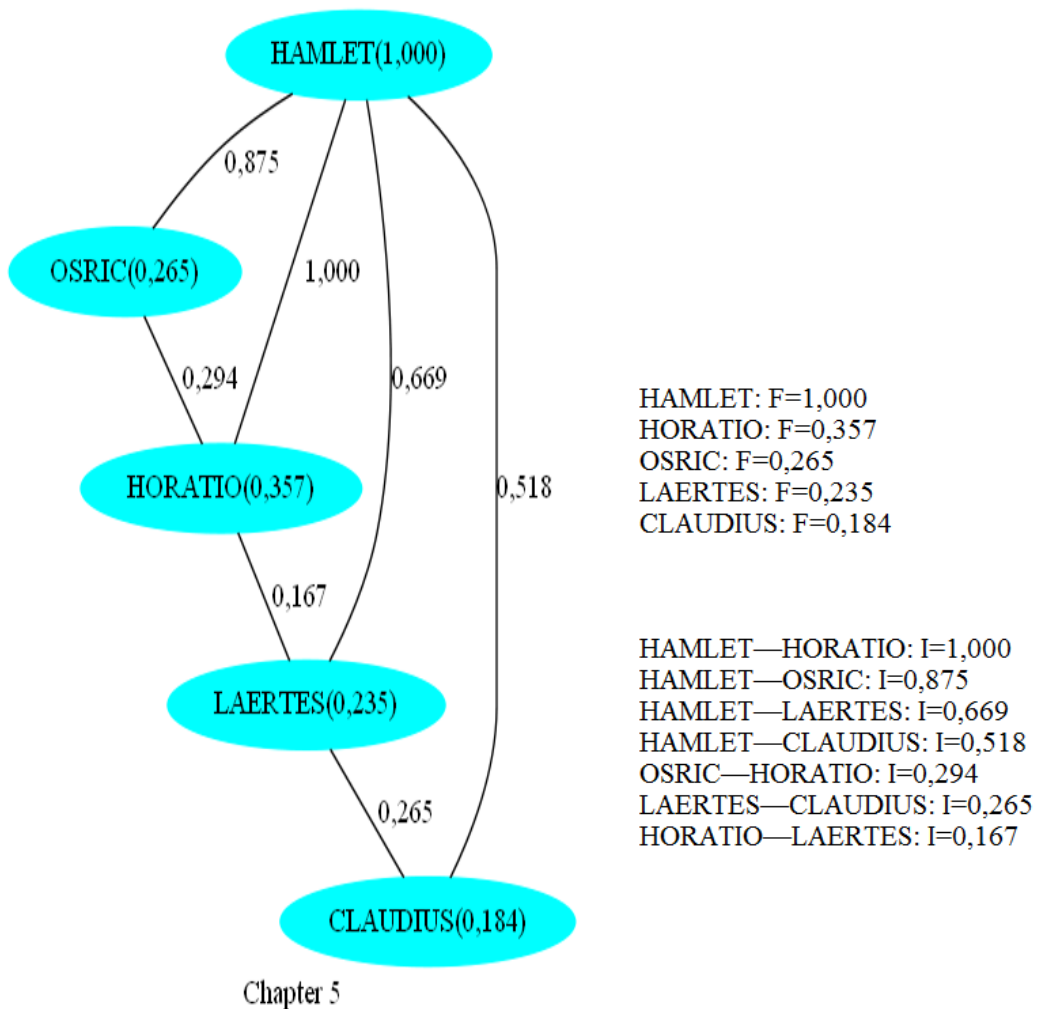 HAMLET(1,000)
0,875
OSRIC(0,265)
1,000
0,294
0,669
HORATIO(0,357)
0,518
0,167
LAERTES(0,235)
0,265
CLAUDIUS(0,184)
Chapter 5
HAMLET: F=1,000
HORATIO: F=0,357
OSRIC: F=0,265
LAERTES: F=0,235
CLAUDIUS: F=0,184
HAMLET—HORATIO: I=1,000
HAMLET—OSRIC: I=0,875
HAMLET—LAERTES: I=0,669
HAMLET—CLAUDIUS: I=0,518
OSRIC—HORATIO: I=0,294
LAERTES—CLAUDIUS: I=0,265
HORATIO—LAERTES: I=0,167